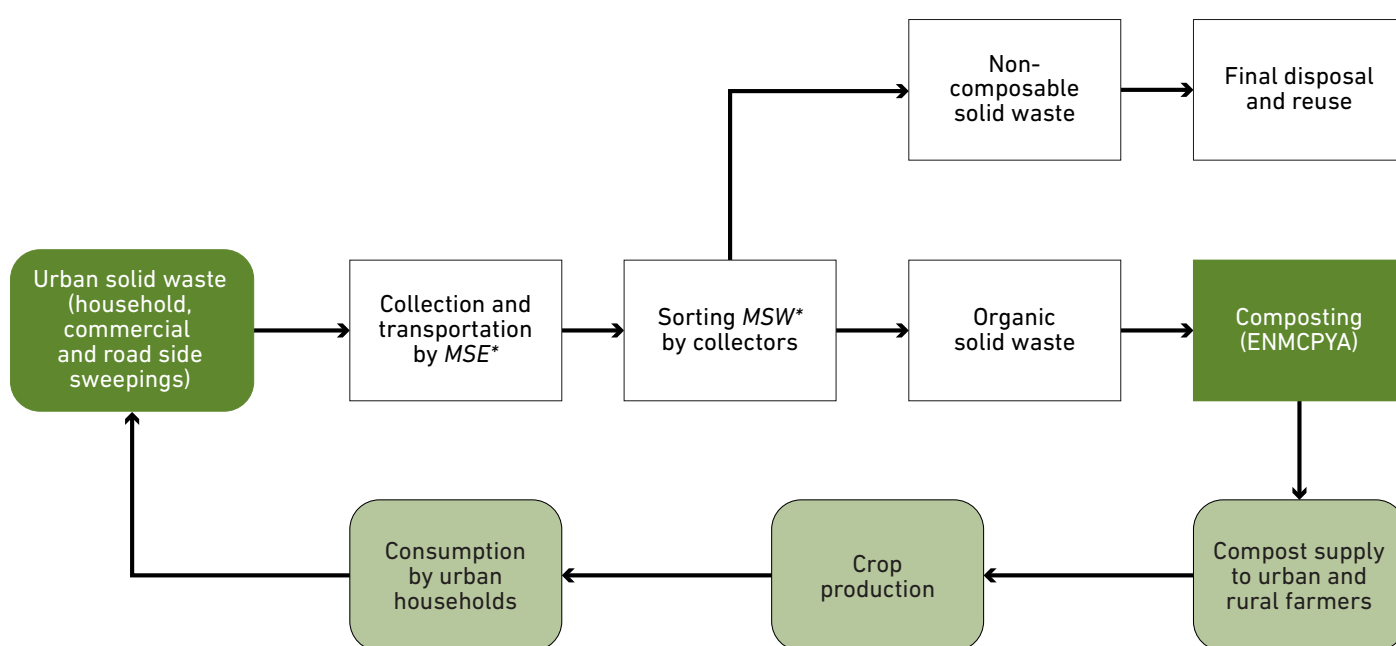 Non-
composable
solid waste
Final disposal
and reuse
Urban solid waste
(household,
commercial
and road side
sweepings)
Collection and
transportation
by MSE*
Sorting MSW*
by collectors
Organic
solid waste
Composting
(ENMCPYA)
Consumption
by urban
households
Crop
production
Compost supply
to urban and
rural farmers